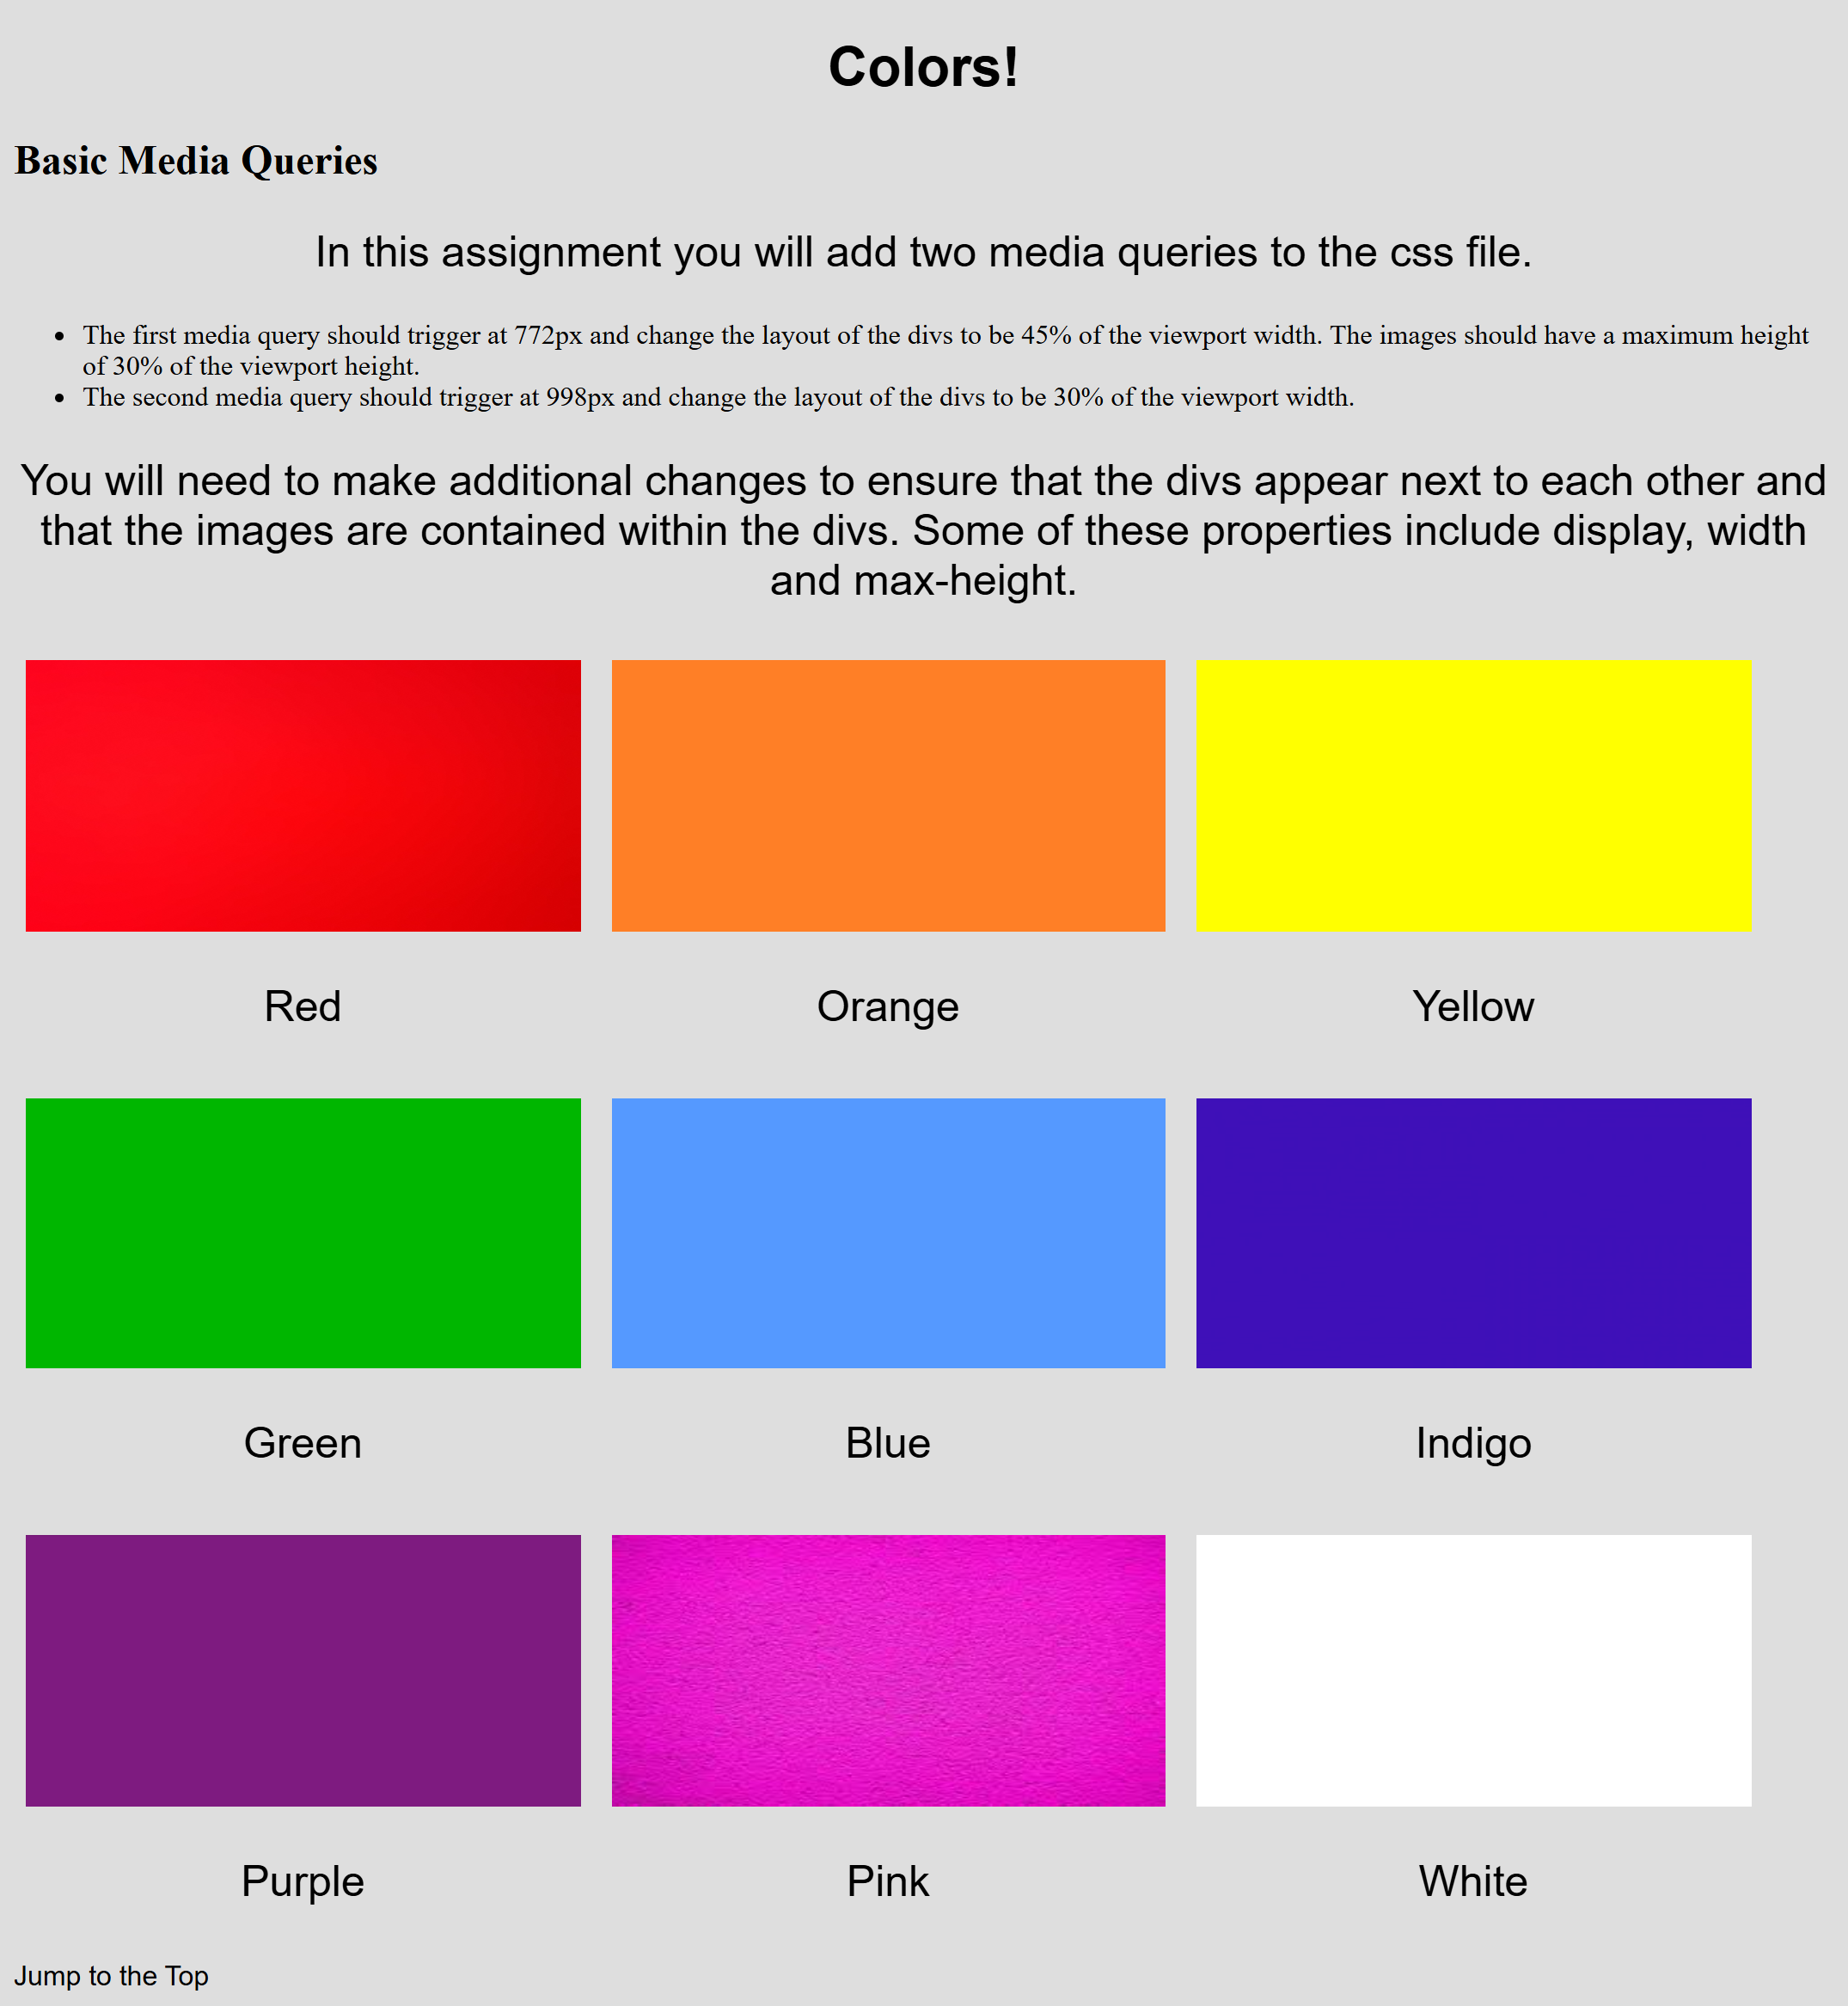 Colors!
Basic Media Queries
In this assignment you will add two media queries to the css file.
The first media query should trigger at 772px and change the layout of the divs to be 45% of the viewport width. The images should have a maximum height
of 30% of the viewport height.
The second media query should trigger at 998px and change the layout of the divs to be 30% of the viewport width.
You will need to make additional changes to ensure that the divs appear next to each other and
that the images are contained within the divs. Some of these properties include display, width
and max-height.
Red
Orange
Yellow
Green
Blue
Indigo
Purple
Pink
White
Jump to the Top